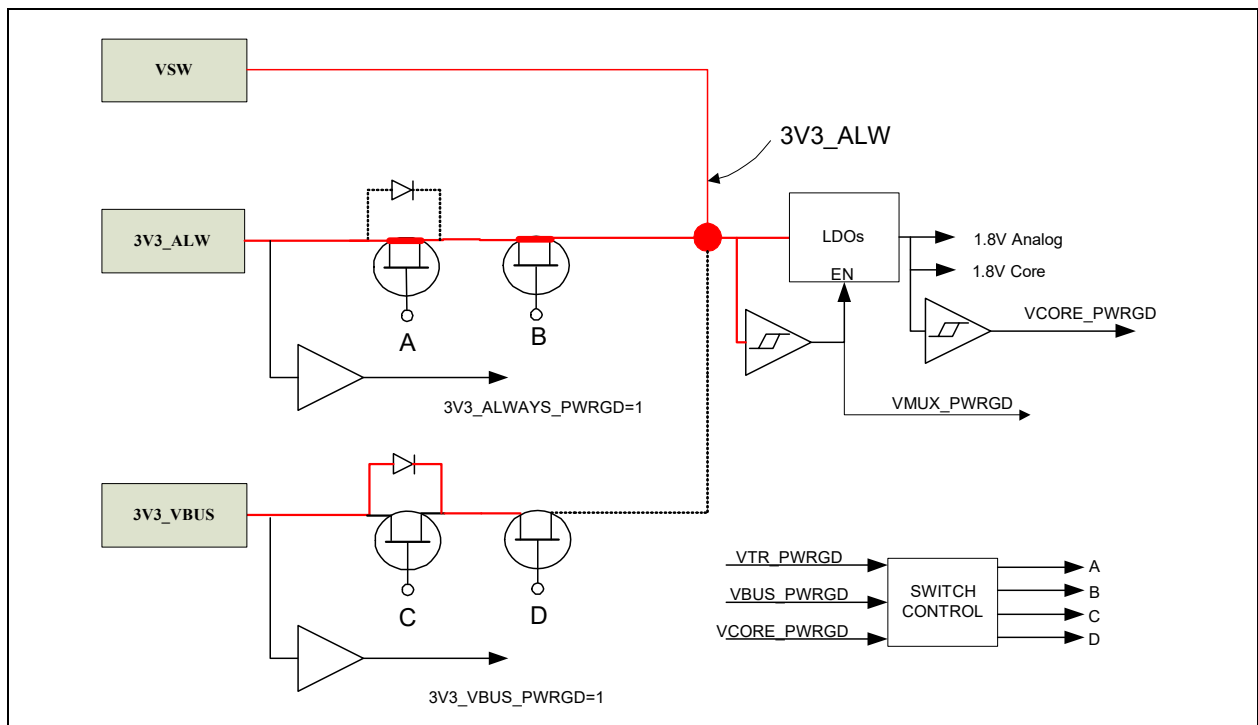 VSW
3V3_ALW
3V3_ALW
LDOs
EN
1.8V Analog
1.8V Core
VCORE_PWRGD
A
B
3V3_ALWAYS_PWRGD=1
VMUX_PWRGD
3V3_VBUS
C
D
3V3_VBUS_PWRGD=1
VTR_PWRGD
VBUS_PWRGD
VCORE_PWRGD
SWITCH
CONTROL
A
B
C
D